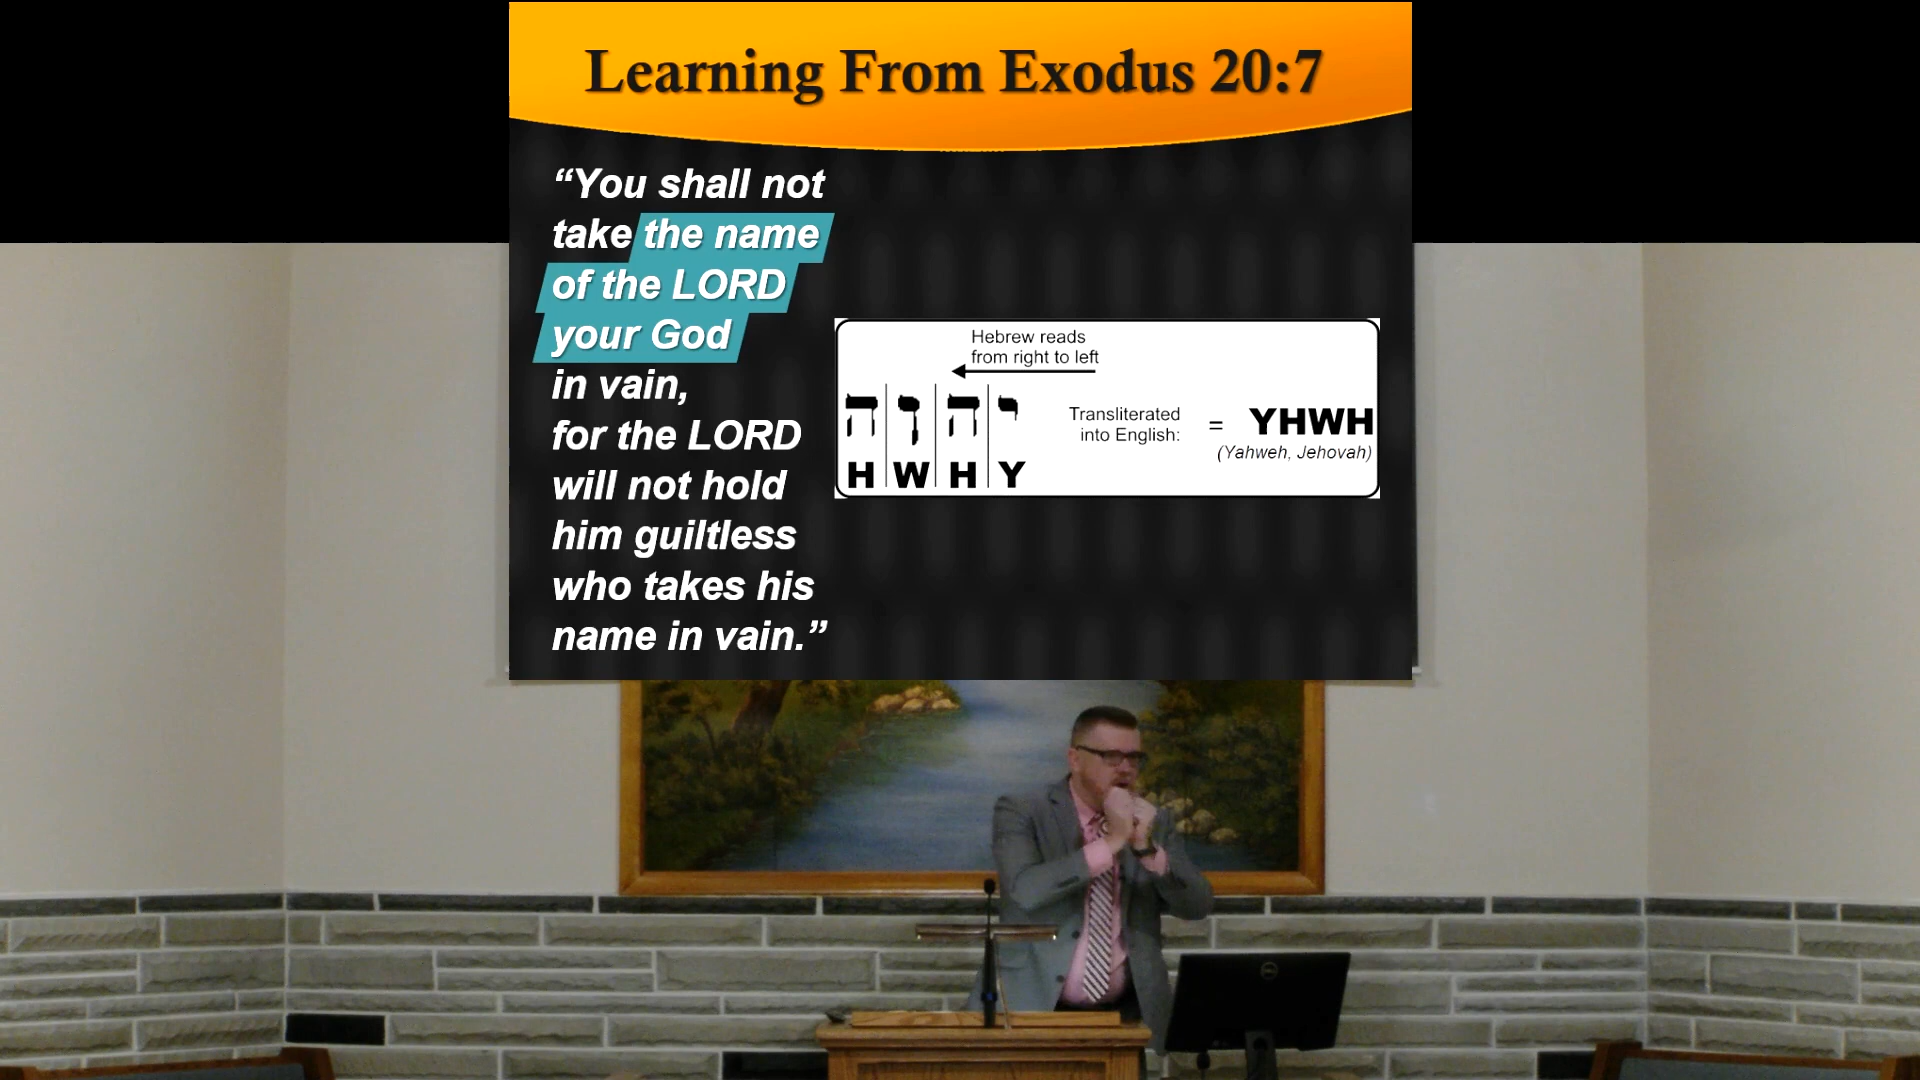 Learning From Exodus 20:7
“You shall not
take the name
of the LORD
your God
in vain,
for the LORD
will not hold
him guiltless
who takes his
name in vain.”
Hebrew reads
from right to left
יהוה
H W H Y
Transliterated
into English:
= YHWH
(Yahweh, Jehovah)
DELL